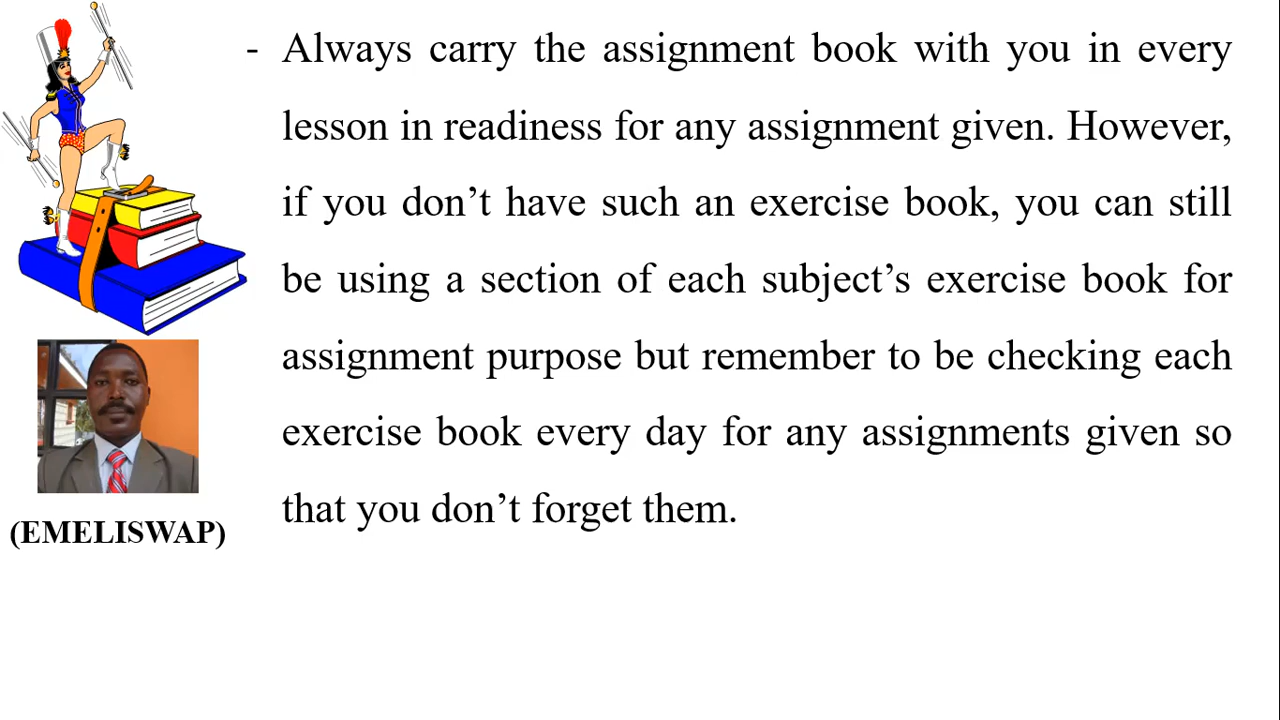 - Always carry the assignment book with you in every
lesson in readiness for any assignment given. However,
if you don’t have such an exercise book, you can still
be using a section of each subject’s exercise book for
assignment purpose but remember to be checking each
exercise book every day for any assignments given so
that you don’t forget them.
(EMELISWAP)